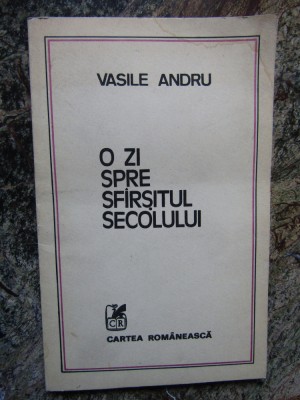 VASILE ANDRU
O ZI
SPRE
SFÎRȘITUL
SECOLULUI
CR
CARTEA ROMÂNEASCĂ